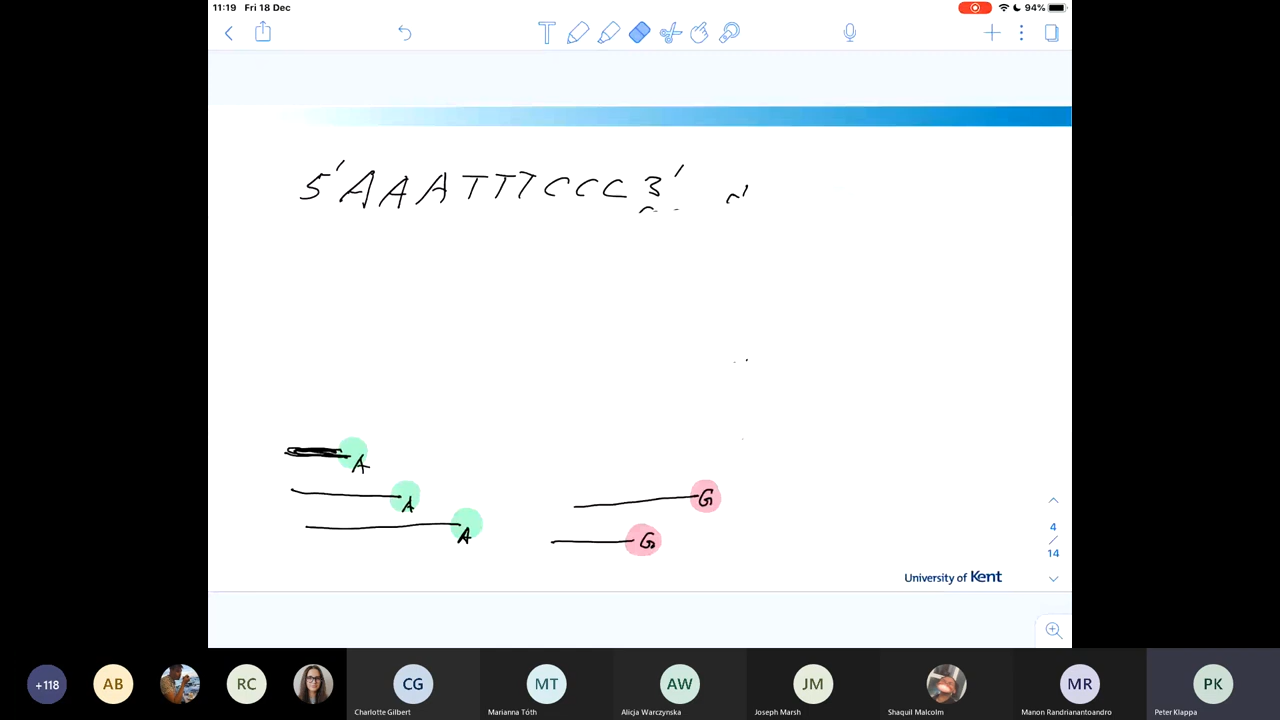 11:19 Fri 18 Dec
94%
T
5' A A A T T T C C C 3'
A
A
A
G
G
4
/
14
University of Kent
+118
AB
RC
CG
MT
AW
JM
MR
PK
Charlotte Gilbert
Marianna Tóth
Alicja Warczynska
Joseph Marsh
Shaquil Malcolm
Manon Randrianantoandro
Peter Klappa